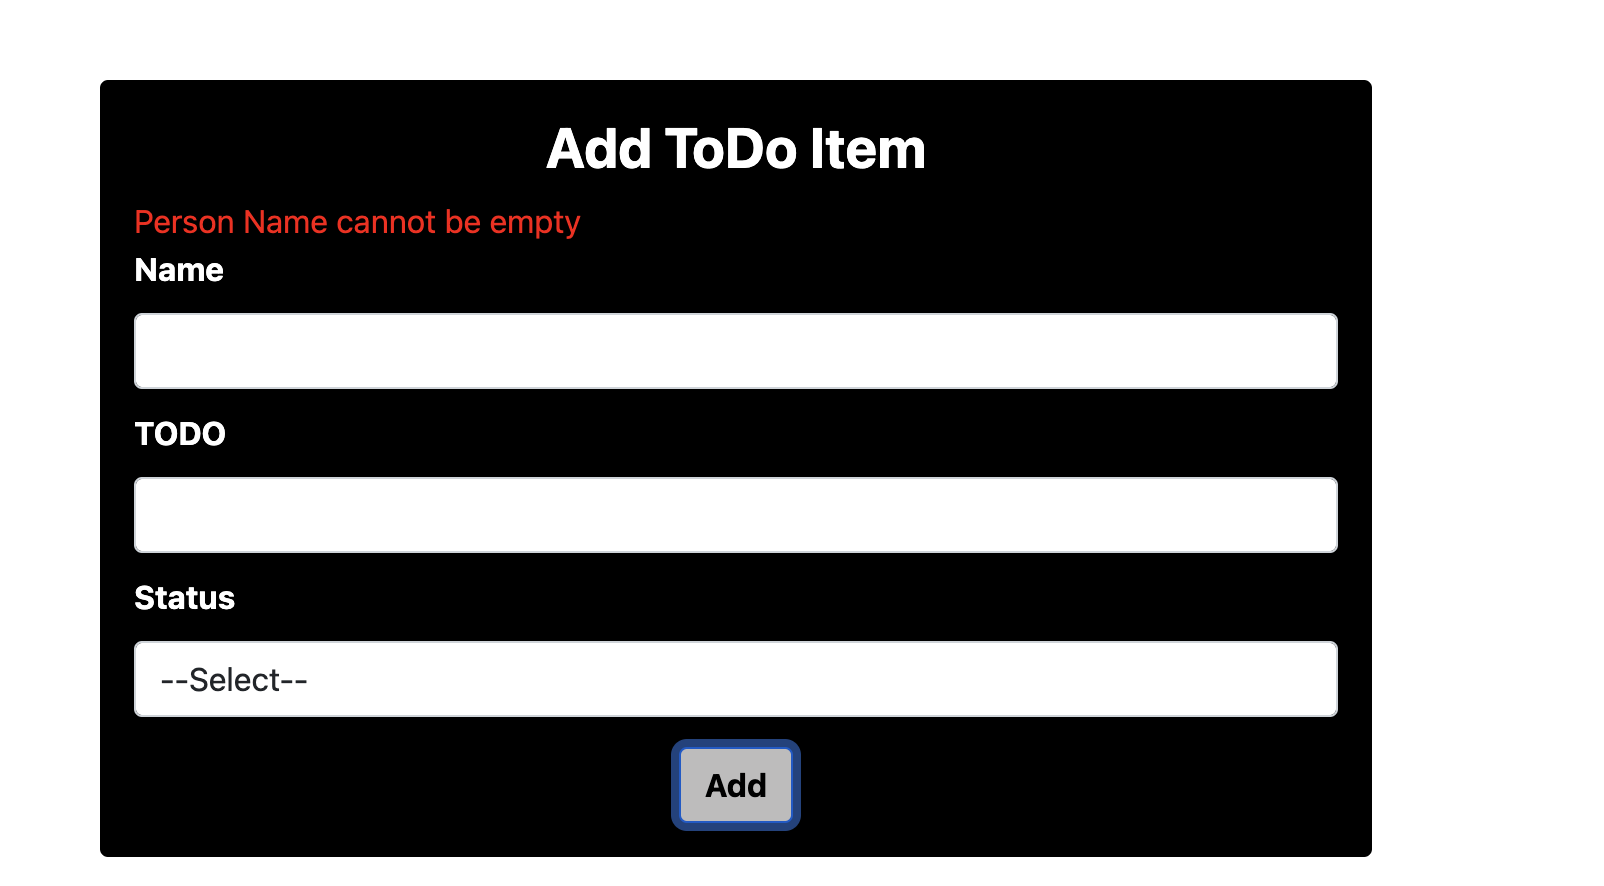 Add ToDo Item
Person Name cannot be empty
Name
TODO
Status
--Select--
Add